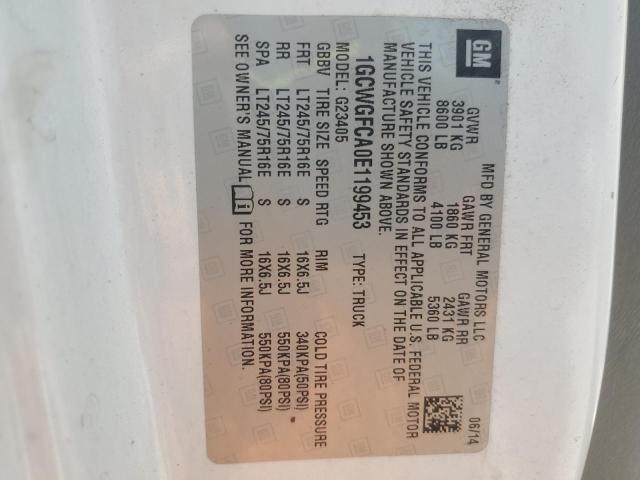 GM
MFD BY GENERAL MOTORS LLC 06/14
GVWR GAWR FRT GAWR RR
3901 KG 1860 KG 2431 KG
8600 LB 4100 LB 5360 LB
THIS VEHICLE CONFORMS TO ALL APPLICABLE U.S. FEDERAL MOTOR
VEHICLE SAFETY STANDARDS IN EFFECT ON THE DATE OF
MANUFACTURE SHOWN ABOVE.
1GCWGFCA0E1199453 TYPE: TRUCK
MODEL: G23405
GBBV TIRE SIZE SPEED RTG RIM COLD TIRE PRESSURE
FRT LT245/75R16E S 16X6.5J 340KPA(50PSI)
RR LT245/75R16E S 16X6.5J 550KPA(80PSI)
SPA LT245/75R16E S 16X6.5J 550KPA(80PSI)
SEE OWNER'S MANUAL FOR MORE INFORMATION.